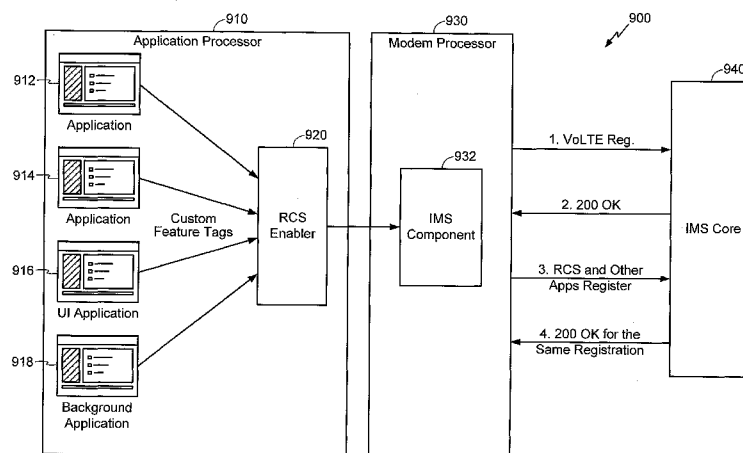 910
930
900
Application Processor
Modem Processor
940
912
Application
920
932
1. VoLTE Reg.
914
Application
Custom
Feature Tags
RCS
Enabler
IMS
Component
2. 200 OK
IMS Core
916
UI Application
3. RCS and Other
Apps Register
918
Background
Application
4. 200 OK for the
Same Registration